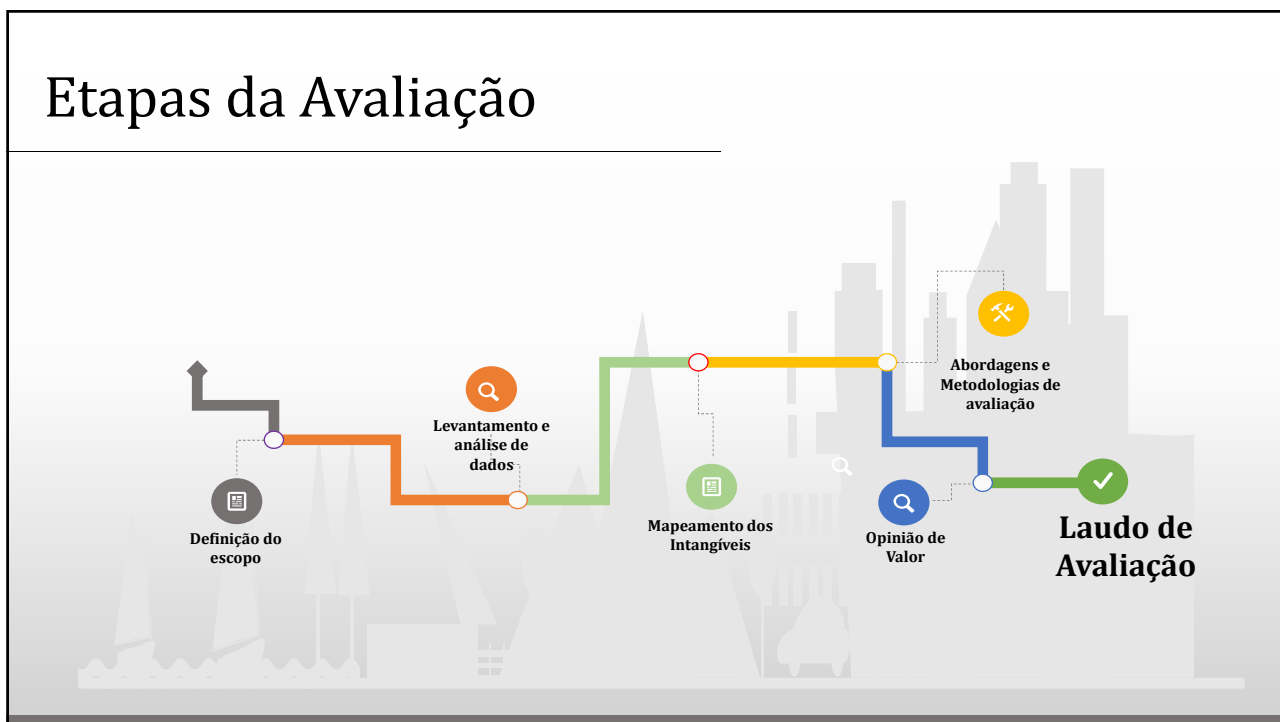 Etapas da Avaliação
Definição do
escopo
Levantamento e
análise de
dados
Mapeamento dos
Intangíveis
Abordagens e
Metodologias de
avaliação
Opinião de
Valor
Laudo de
Avaliação